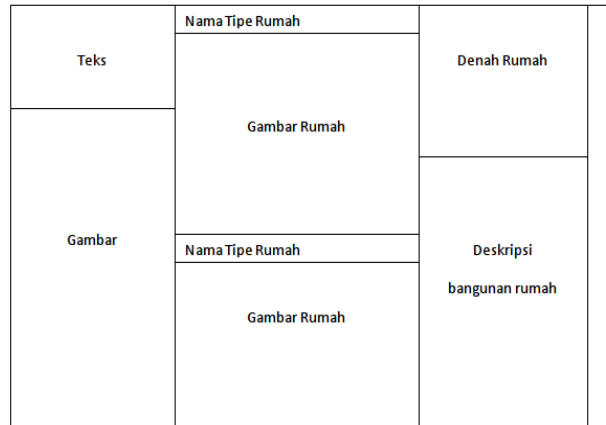 Teks
Gambar
Nama Tipe Rumah
Gambar Rumah
Nama Tipe Rumah
Gambar Rumah
Denah Rumah
Deskripsi
bangunan rumah